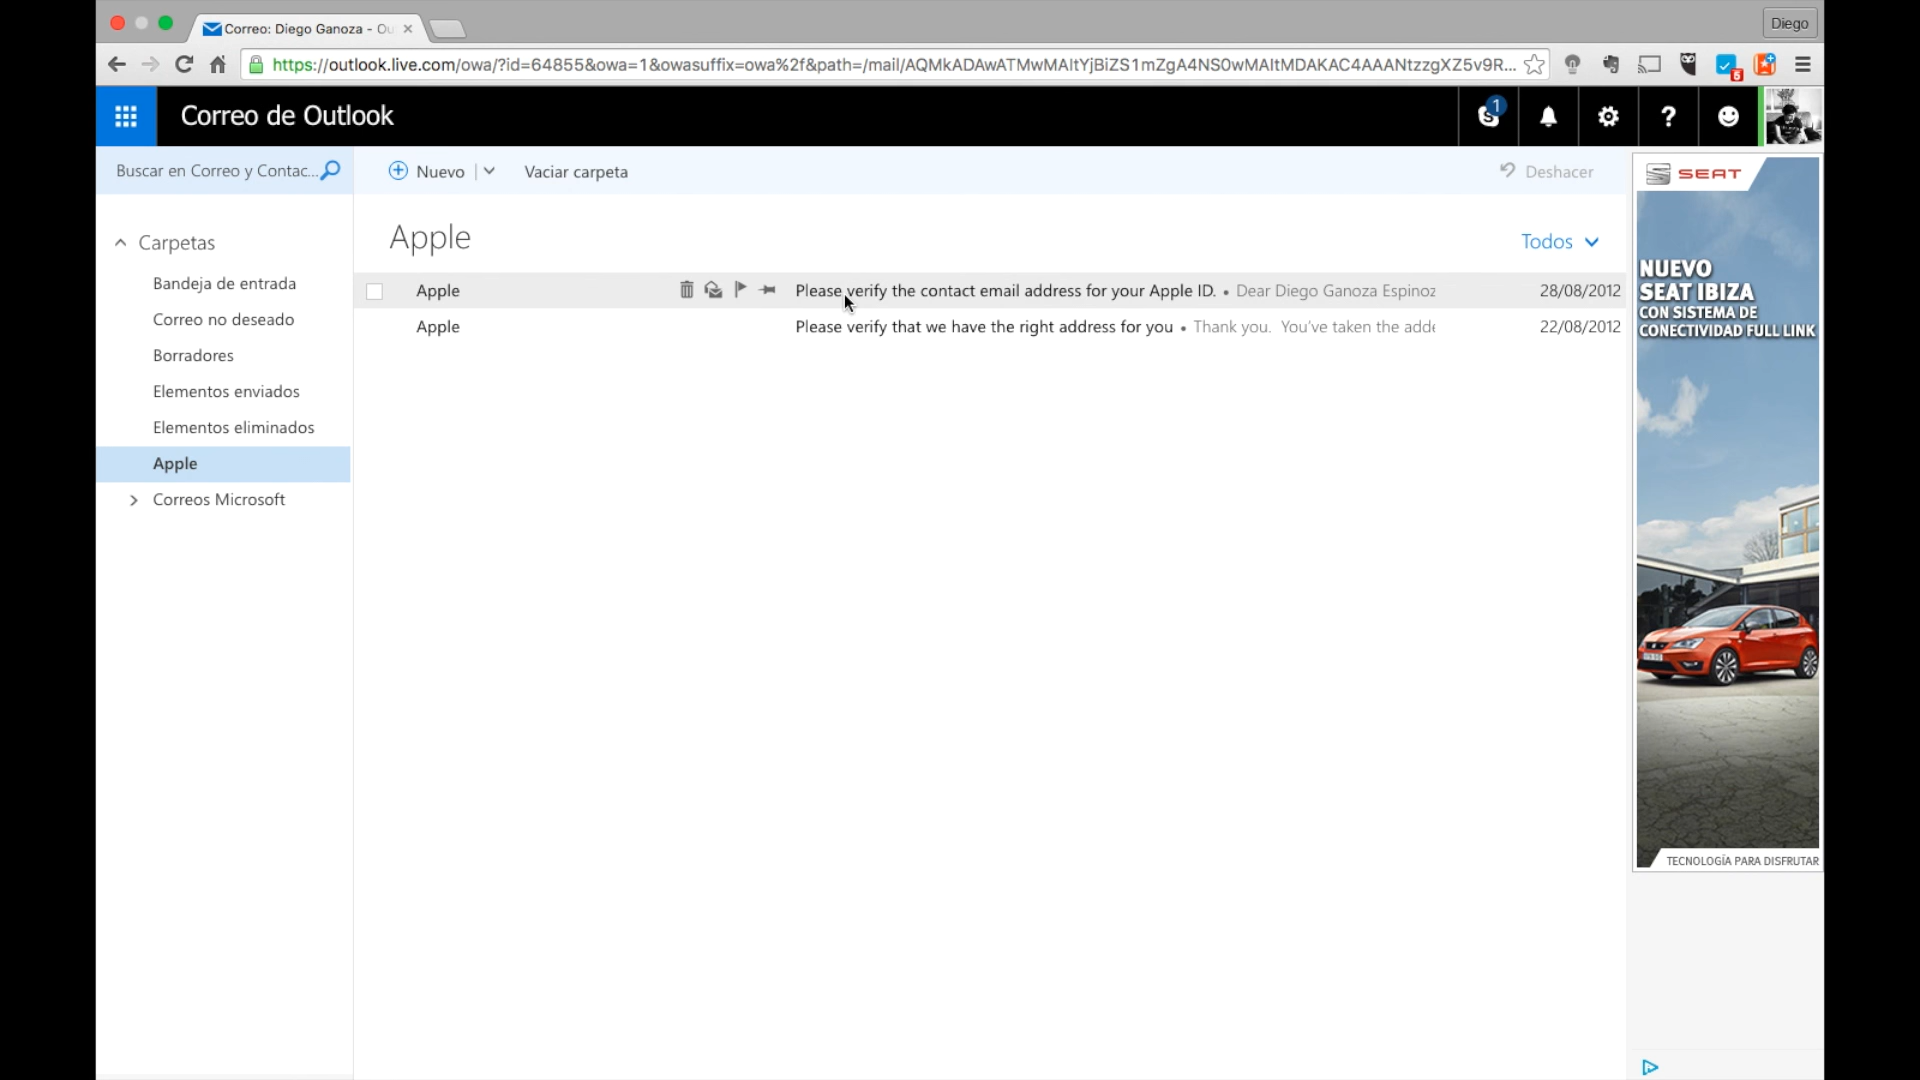 Correo: Diego Ganoza - Ou
Diego
https://outlook.live.com/owa/?id=64855&owa=1&owasuffix=owa%2f&path=/mail/AQMkADAwATMwMAItYjBiZS1mZgA4NS0wMAItMDAKAC4AAANtzzgXZ5v9R...
6
Correo de Outlook
1
?
Buscar en Correo y Contac...
Nuevo
Vaciar carpeta
Deshacer
Carpetas
Bandeja de entrada
Correo no deseado
Borradores
Elementos enviados
Elementos eliminados
Apple
Correos Microsoft
Apple
Todos
Apple Please verify the contact email address for your Apple ID. • Dear Diego Ganoza Espinoz 28/08/2012
Apple Please verify that we have the right address for you • Thank you. You've taken the adde 22/08/2012
SEAT
NUEVO
SEAT IBIZA
CON SISTEMA DE
CONECTIVIDAD FULL LINK
TECNOLOGÍA PARA DISFRUTAR